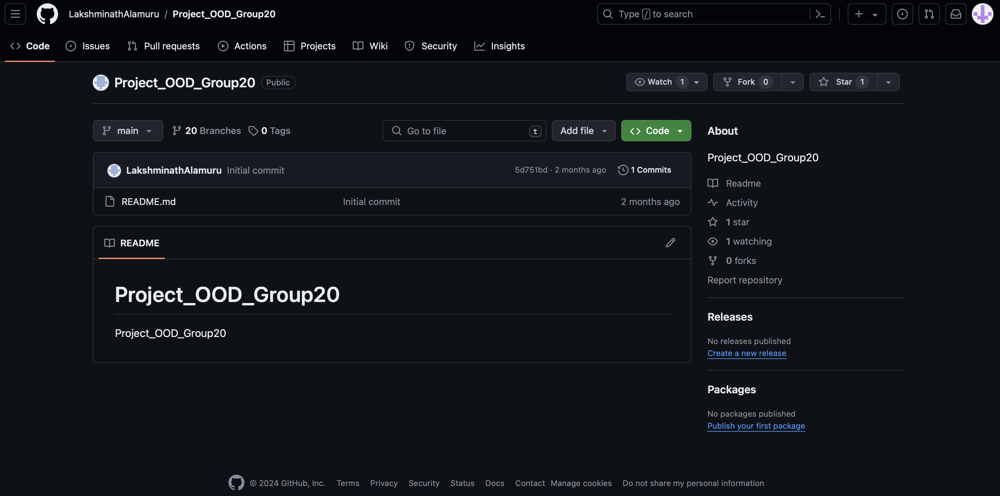 LakshminathAlamuru / Project_OOD_Group20 Type / to search
Code Issues Pull requests Actions Projects Wiki Security Insights
Project_OOD_Group20 Public Watch 1 Fork 0 Star 1
main 20 Branches 0 Tags Go to file t Add file Code
LakshminathAlamuru Initial commit 5d751bd · 2 months ago 1 Commits
README.md Initial commit 2 months ago
README
Project_OOD_Group20
Project_OOD_Group20
About
Project_OOD_Group20
Readme
Activity
1 star
1 watching
0 forks
Report repository
Releases
No releases published
Create a new release
Packages
No packages published
Publish your first package
© 2024 GitHub, Inc. Terms Privacy Security Status Docs Contact Manage cookies Do not share my personal information